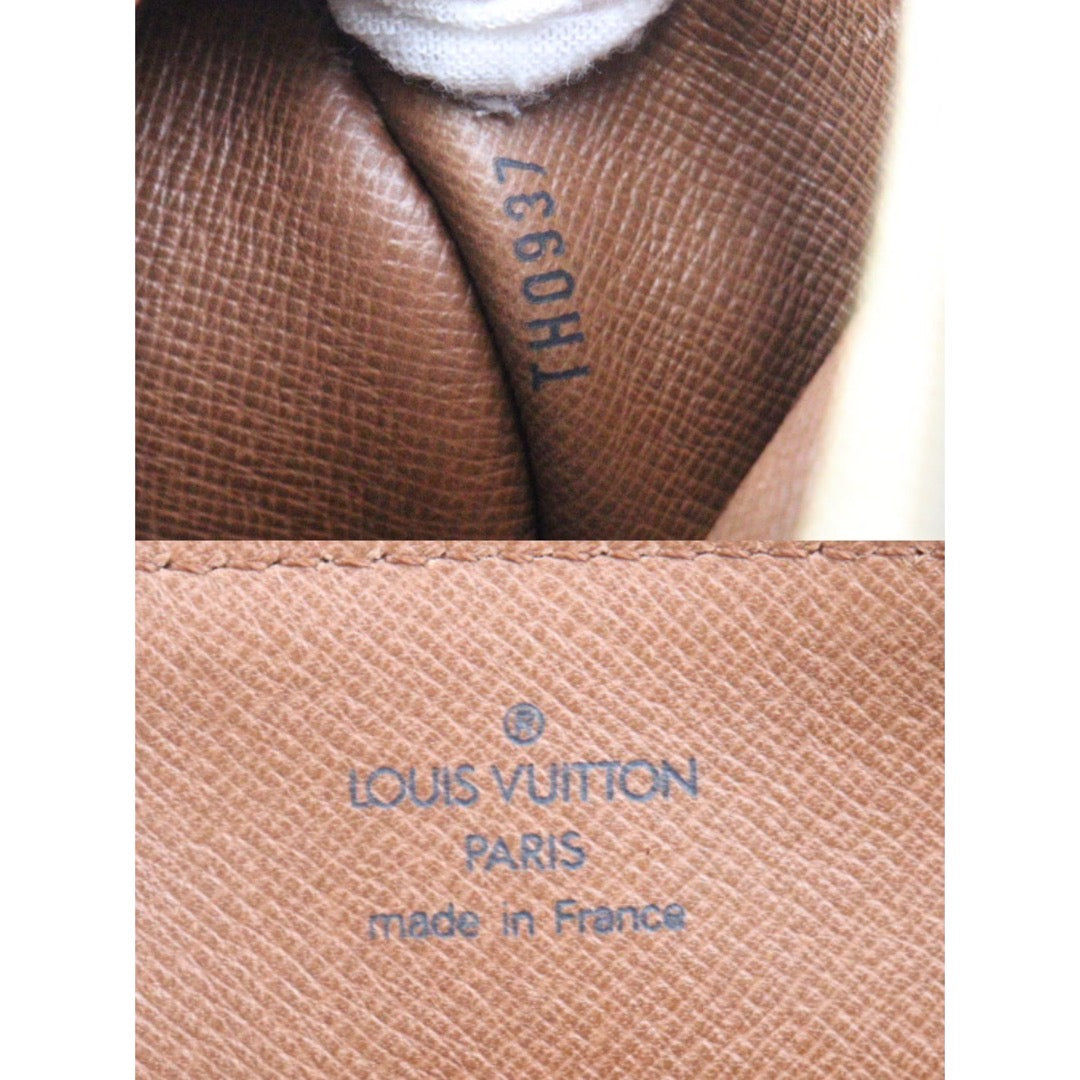 TH0937
®
LOUIS VUITTON
PARIS
made in France